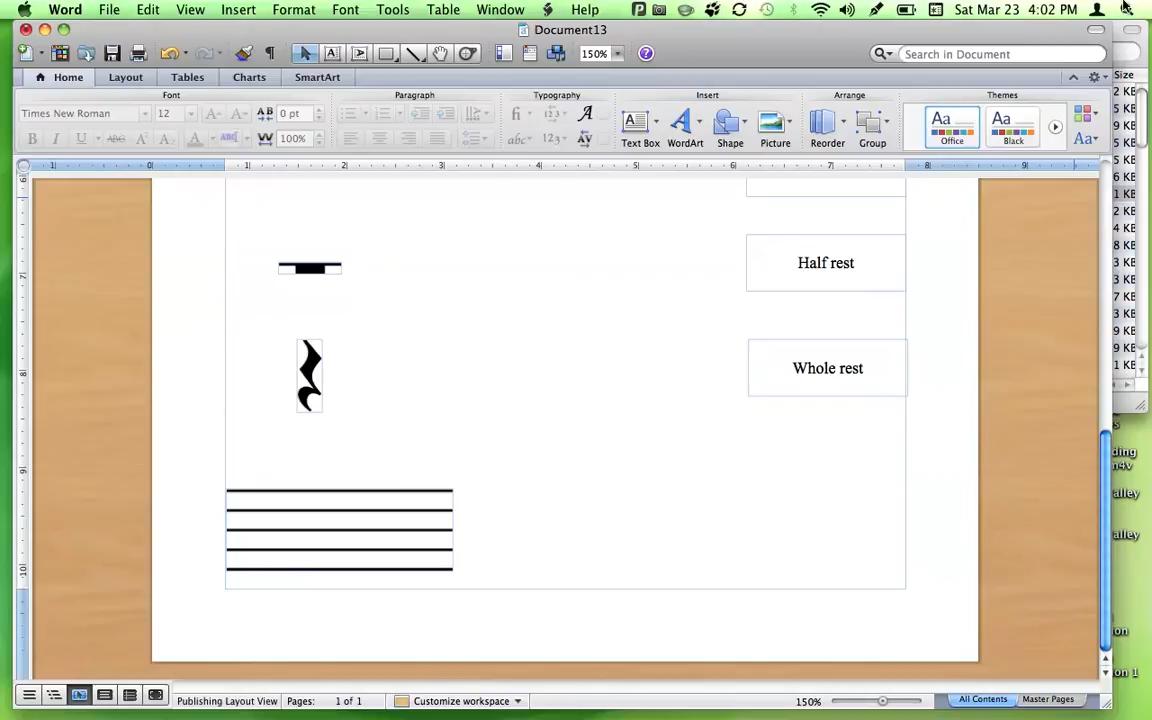 Word File Edit View Insert Format Font Tools Table Window Help Sat Mar 23 4:02 PM
Document13
150% Search in Document
Home Layout Tables Charts SmartArt
Size
Font Paragraph Typography Insert Arrange Themes
Times New Roman 12 0 pt
100%
Text Box WordArt Shape Picture Reorder Group Aa Office Aa Black
Half rest
Whole rest
Publishing Layout View Pages: 1 of 1 Customize workspace 150% All Contents Master Pages